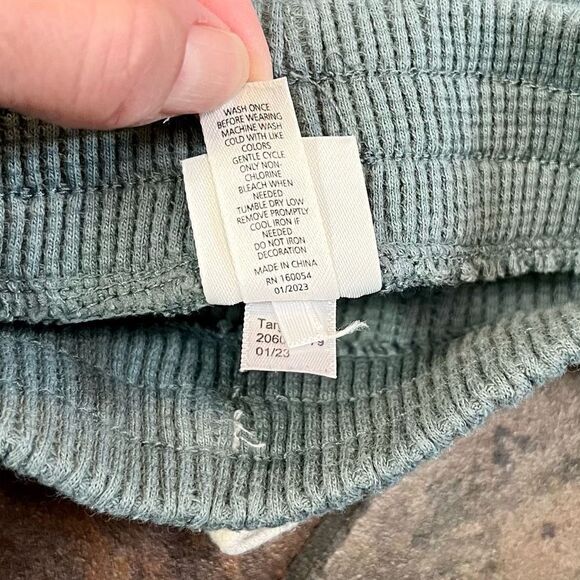 WASH ONCE
BEFORE WEARING
MACHINE WASH
COLD WITH LIKE
COLORS
GENTLE CYCLE
ONLY NON-
CHLORINE
BLEACH WHEN
NEEDED
TUMBLE DRY LOW
REMOVE PROMPTLY
COOL IRON IF
NEEDED
DO NOT IRON
DECORATION
MADE IN CHINA
RN 160054
01/2023
01/23